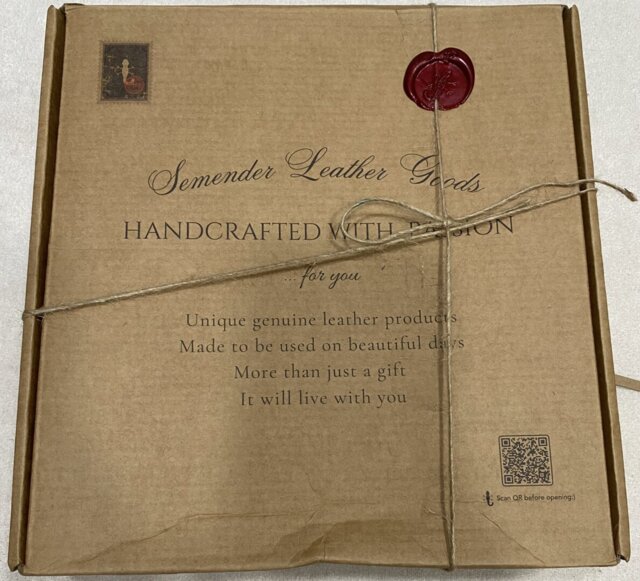 Semender Leather Goods
HANDCRAFTED WITH PASSION
...for you
Unique genuine leather products
Made to be used on beautiful days
More than just a gift
It will live with you
Scan QR before opening:)